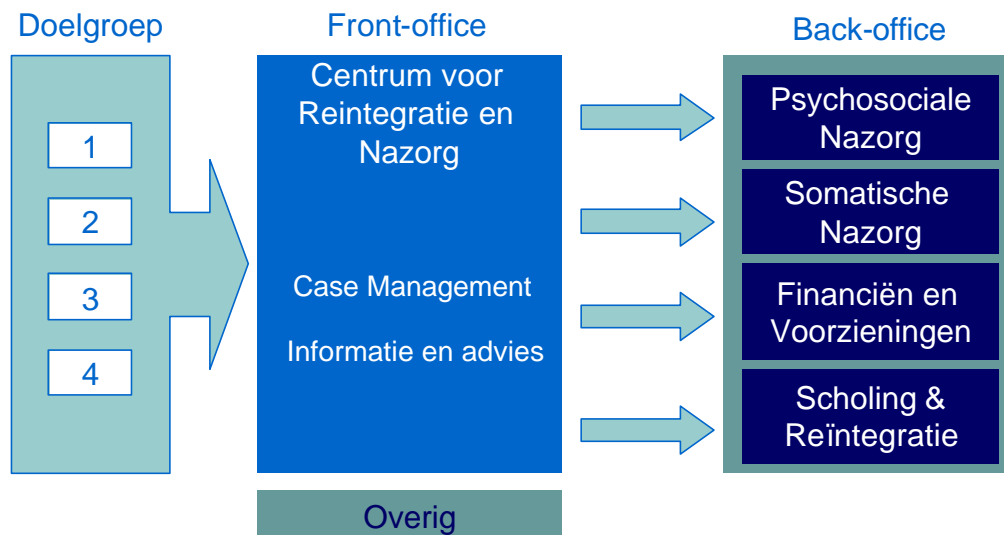 Doelgroep
1
2
3
4
Front-office
Centrum voor
Reintegratie en
Nazorg
Case Management
Informatie en advies
Overig
Back-office
Psychosociale
Nazorg
Somatische
Nazorg
Financiën en
Voorzieningen
Scholing &
Reïntegratie